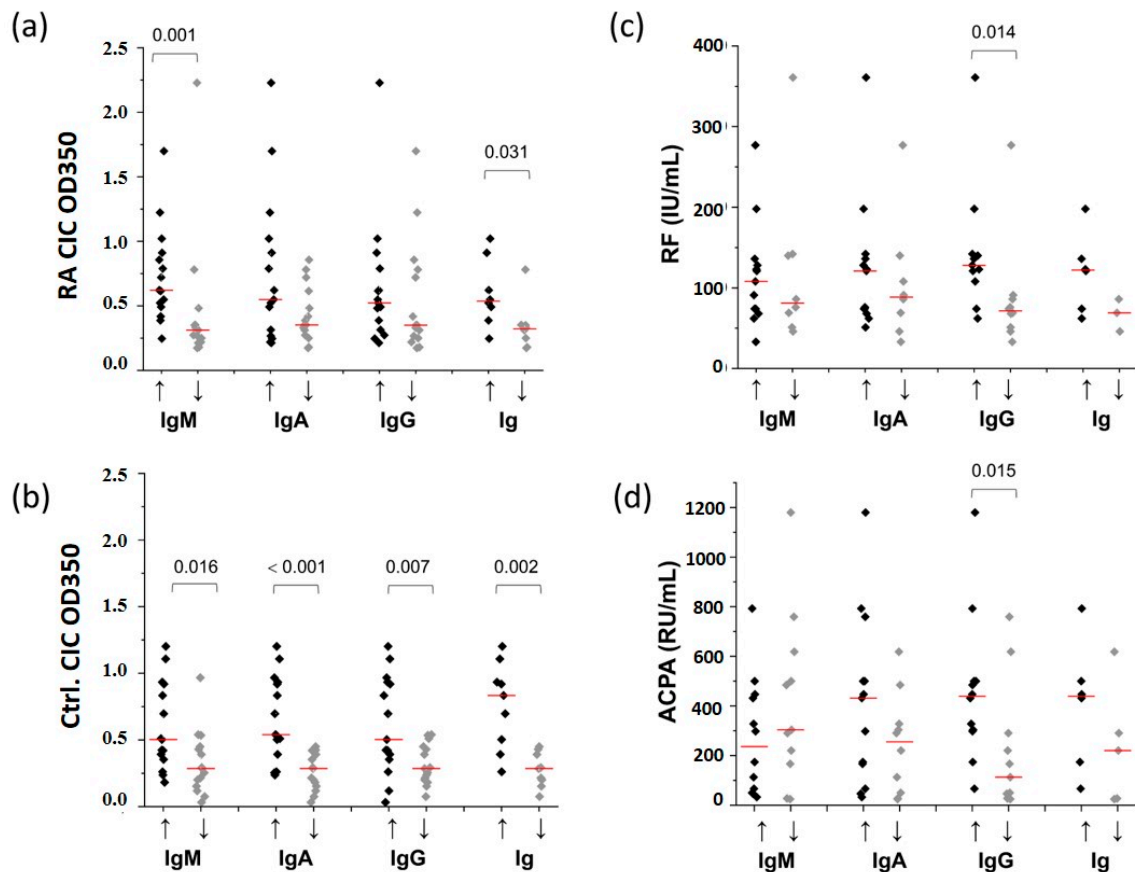 (a)
0.001
0.031
2.5
2.0
1.5
1.0
0.5
0.0
RA CIC OD350
↑ ↓ ↑ ↓ ↑ ↓ ↑ ↓
IgM IgA IgG Ig
(c)
0.014
400
300
200
100
0
RF (IU/mL)
↑ ↓ ↑ ↓ ↑ ↓ ↑ ↓
IgM IgA IgG Ig
(b)
0.016 < 0.001 0.007 0.002
2.5
2.0
1.5
1.0
0.5
0.0
Ctrl. CIC OD350
↑ ↓ ↑ ↓ ↑ ↓ ↑ ↓
IgM IgA IgG Ig
(d)
0.015
1200
1000
800
600
400
200
0
ACPA (RU/mL)
↑ ↓ ↑ ↓ ↑ ↓ ↑ ↓
IgM IgA IgG Ig